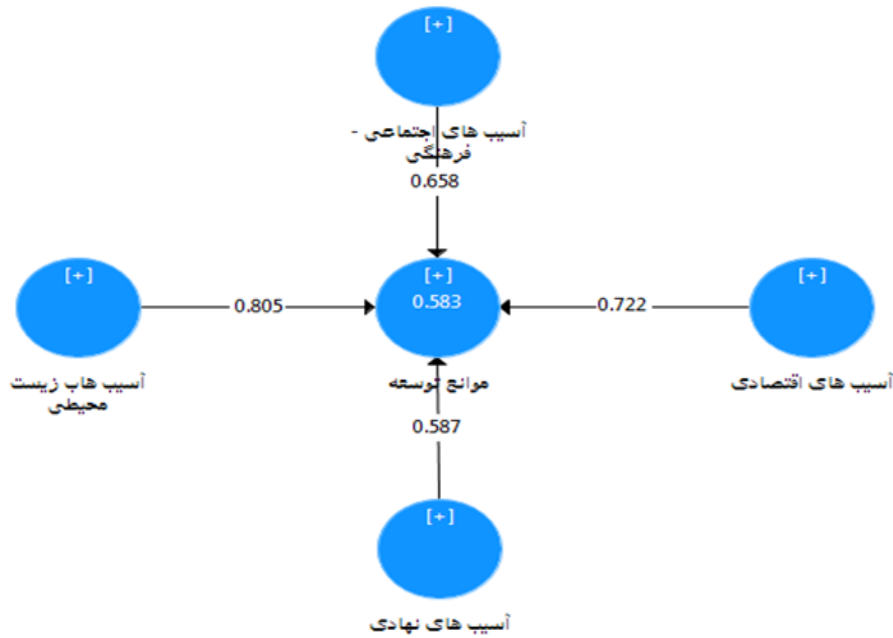 [+]
آسیب های اجتماعی -
فرهنگی
0.658
[+]
[+]
0.583
[+]
0.805
0.722
آسیب هاب زیست
محیطی
موانع توسعه
آسیب های اقتصادی
0.587
[+]
آسیب های نهادی